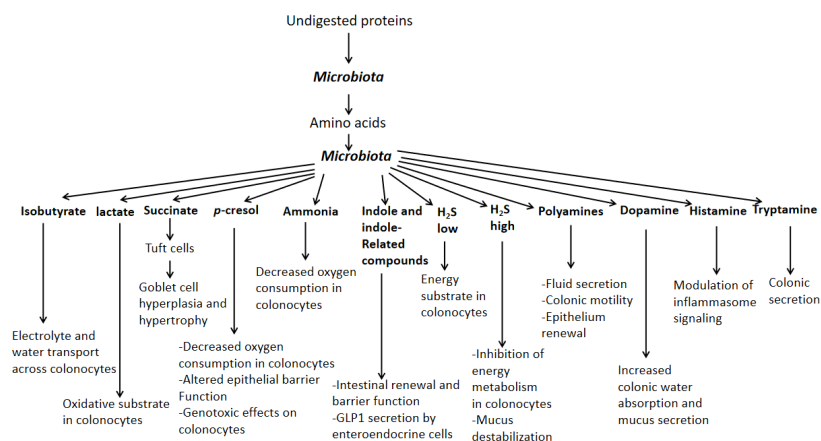 Undigested proteins
Microbiota
Amino acids
Microbiota
Isobutyrate
lactate
Succinate
p-cresol
Ammonia
Indole and
indole-
Related
compounds
H₂S
low
H₂S
high
Polyamines
Dopamine
Histamine
Tryptamine
Tuft cells
Goblet cell
hyperplasia and
hypertrophy
Decreased oxygen
consumption in
colonocytes
Energy
substrate in
colonocytes
-Fluid secretion
-Colonic motility
-Epithelium
renewal
Modulation of
inflammasome
signaling
Colonic
secretion
Electrolyte and
water transport
across colonocytes
Oxidative substrate
in colonocytes
-Decreased oxygen
consumption in colonocytes
-Altered epithelial barrier
Function
-Genotoxic effects on
colonocytes
-Intestinal renewal and
barrier function
-GLP1 secretion by
enteroendocrine cells
-Inhibition of
energy
metabolism
in colonocytes
-Mucus
destabilization
Increased
colonic water
absorption and
mucus secretion